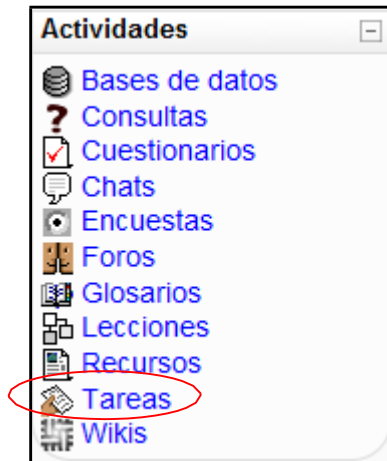 Actividades
Bases de datos
Consultas
Cuestionarios
Chats
Encuestas
Foros
Glosarios
Lecciones
Recursos
Tareas
Wikis